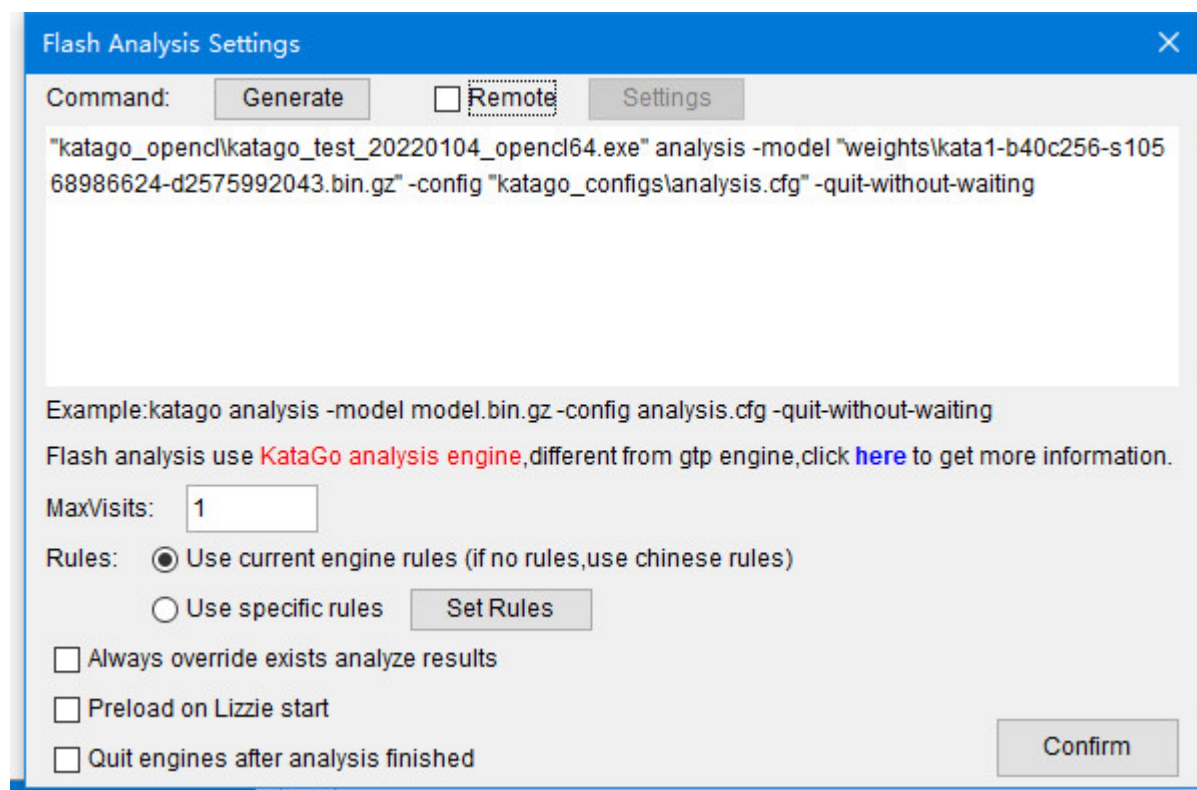 Flash Analysis Settings
Command: Generate Remote Settings
"katago_opencl\katago_test_20220104_opencl64.exe" analysis -model "weights\kata1-b40c256-s105
68986624-d2575992043.bin.gz" -config "katago_configs\analysis.cfg" -quit-without-waiting
Example:katago analysis -model model.bin.gz -config analysis.cfg -quit-without-waiting
Flash analysis use KataGo analysis engine,different from gtp engine,click here to get more information.
MaxVisits: 1
Rules: Use current engine rules (if no rules,use chinese rules)
Use specific rules Set Rules
Always override exists analyze results
Preload on Lizzie start
Quit engines after analysis finished
Confirm